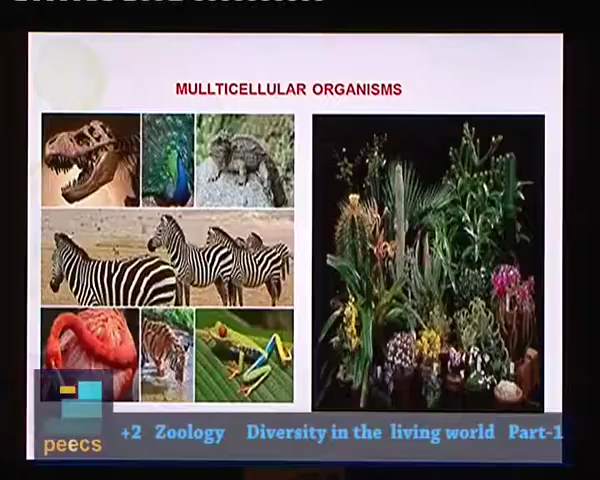 MULLTICELLULAR ORGANISMS
+2 Zoology Diversity in the living world Part-1
peecs